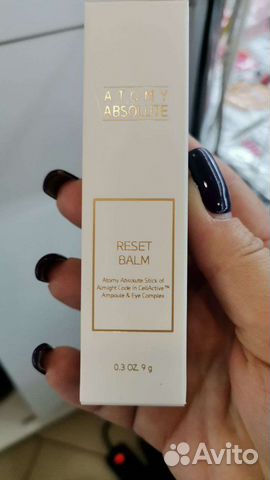 ATOMY
ABSOLUTE
RESET
BALM
Atomy Absolute Stick of
Airnight Code in CellActive™
Ampoule & Eye Complex
0.3 OZ. 9 g
Avito